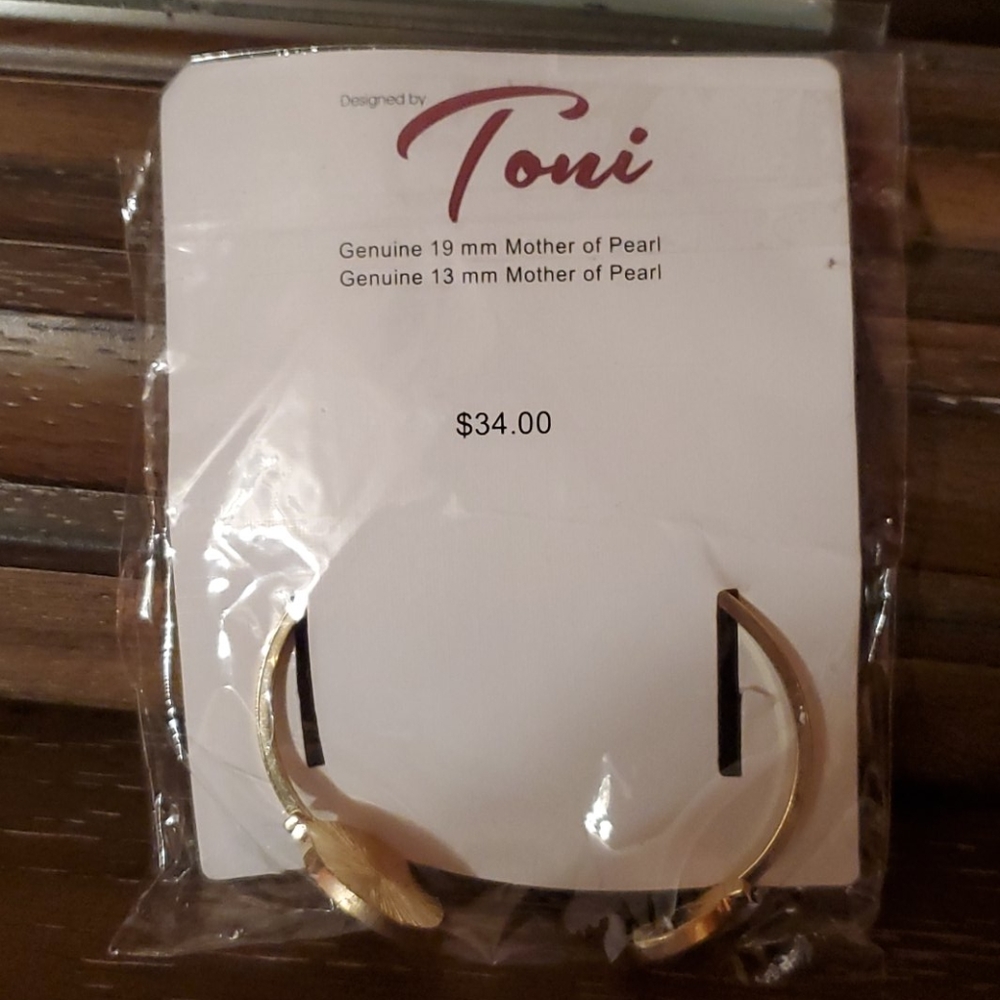 Designed by
Toni
Genuine 19 mm Mother of Pearl
Genuine 13 mm Mother of Pearl
$34.00